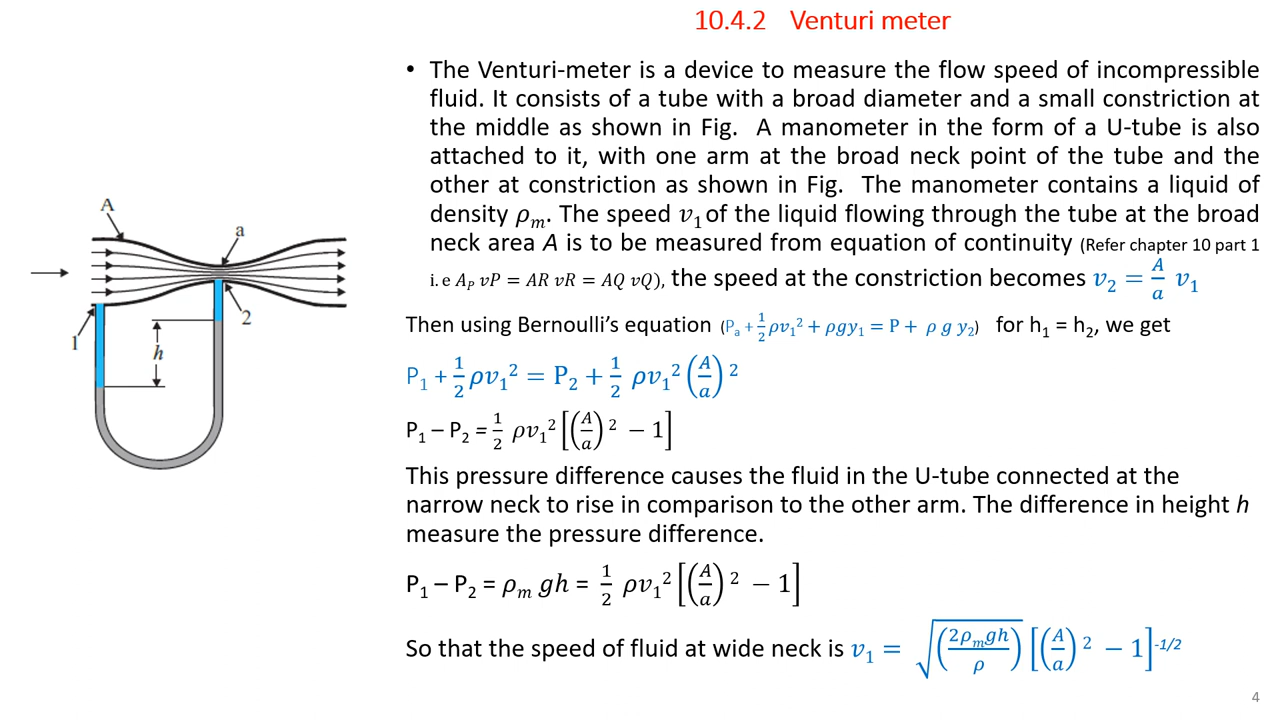 10.4.2 Venturi meter
• The Venturi-meter is a device to measure the flow speed of incompressible
fluid. It consists of a tube with a broad diameter and a small constriction at
the middle as shown in Fig. A manometer in the form of a U-tube is also
attached to it, with one arm at the broad neck point of the tube and the
other at constriction as shown in Fig. The manometer contains a liquid of
density ρₘ. The speed v₁ of the liquid flowing through the tube at the broad
neck area A is to be measured from equation of continuity (Refer chapter 10 part 1
i. e A_P vP = AR vR = AQ vQ), the speed at the constriction becomes v₂ = A/a v₁
Then using Bernoulli’s equation (Pₐ + 1/2 ρv₁² + ρgy₁ = P + ρ g y₂) for h₁ = h₂, we get
P₁ + 1/2 ρv₁² = P₂ + 1/2 ρv₁² (A/a) ²
P₁ – P₂ = 1/2 ρv₁² [(A/a) ² − 1]
This pressure difference causes the fluid in the U-tube connected at the
narrow neck to rise in comparison to the other arm. The difference in height h
measure the pressure difference.
P₁ – P₂ = ρₘ gh = 1/2 ρv₁² [(A/a) ² − 1]
So that the speed of fluid at wide neck is v₁ = √(2ρₘgh/ρ) [(A/a) ² − 1]^-1/2
A
a
1
2
h
4